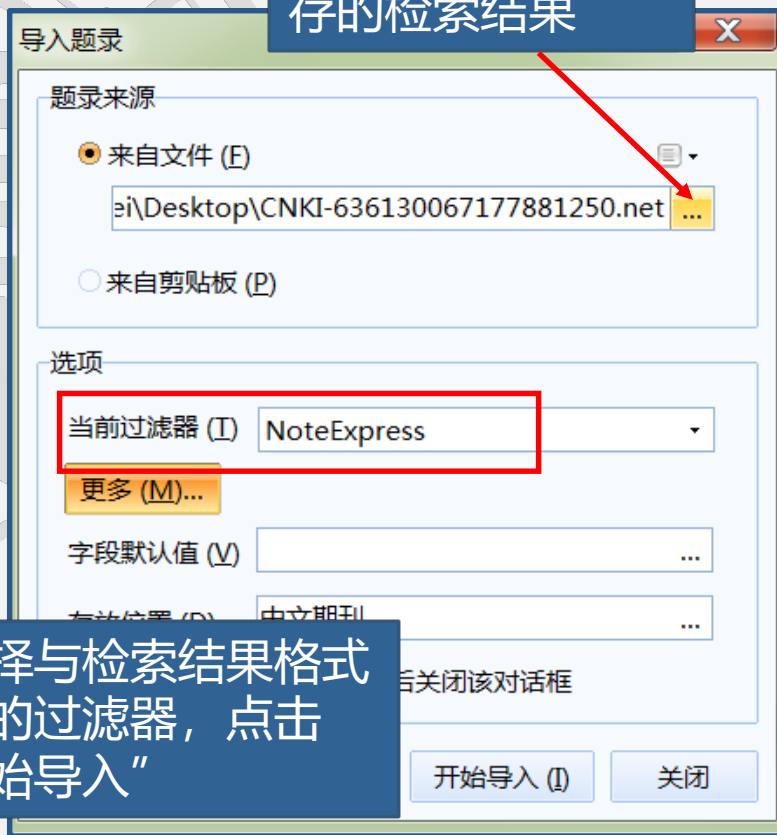 存的检索结果
导入题录
题录来源
来自文件 (F)
ei\Desktop\CNKI-636130067177881250.net ...
来自剪贴板 (P)
选项
当前过滤器 (T) NoteExpress
更多 (M)...
字段默认值 (V) ...
存放位置 中文期刊 ...
择与检索结果格式
的过滤器，点击
始导入”
后关闭该对话框
开始导入 (I) 关闭